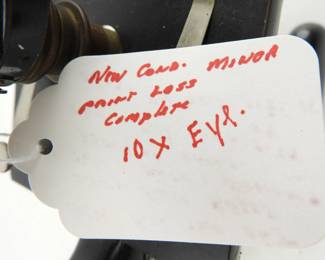 New Cond. Minor
Paint Loss
Complete
10X Eye.